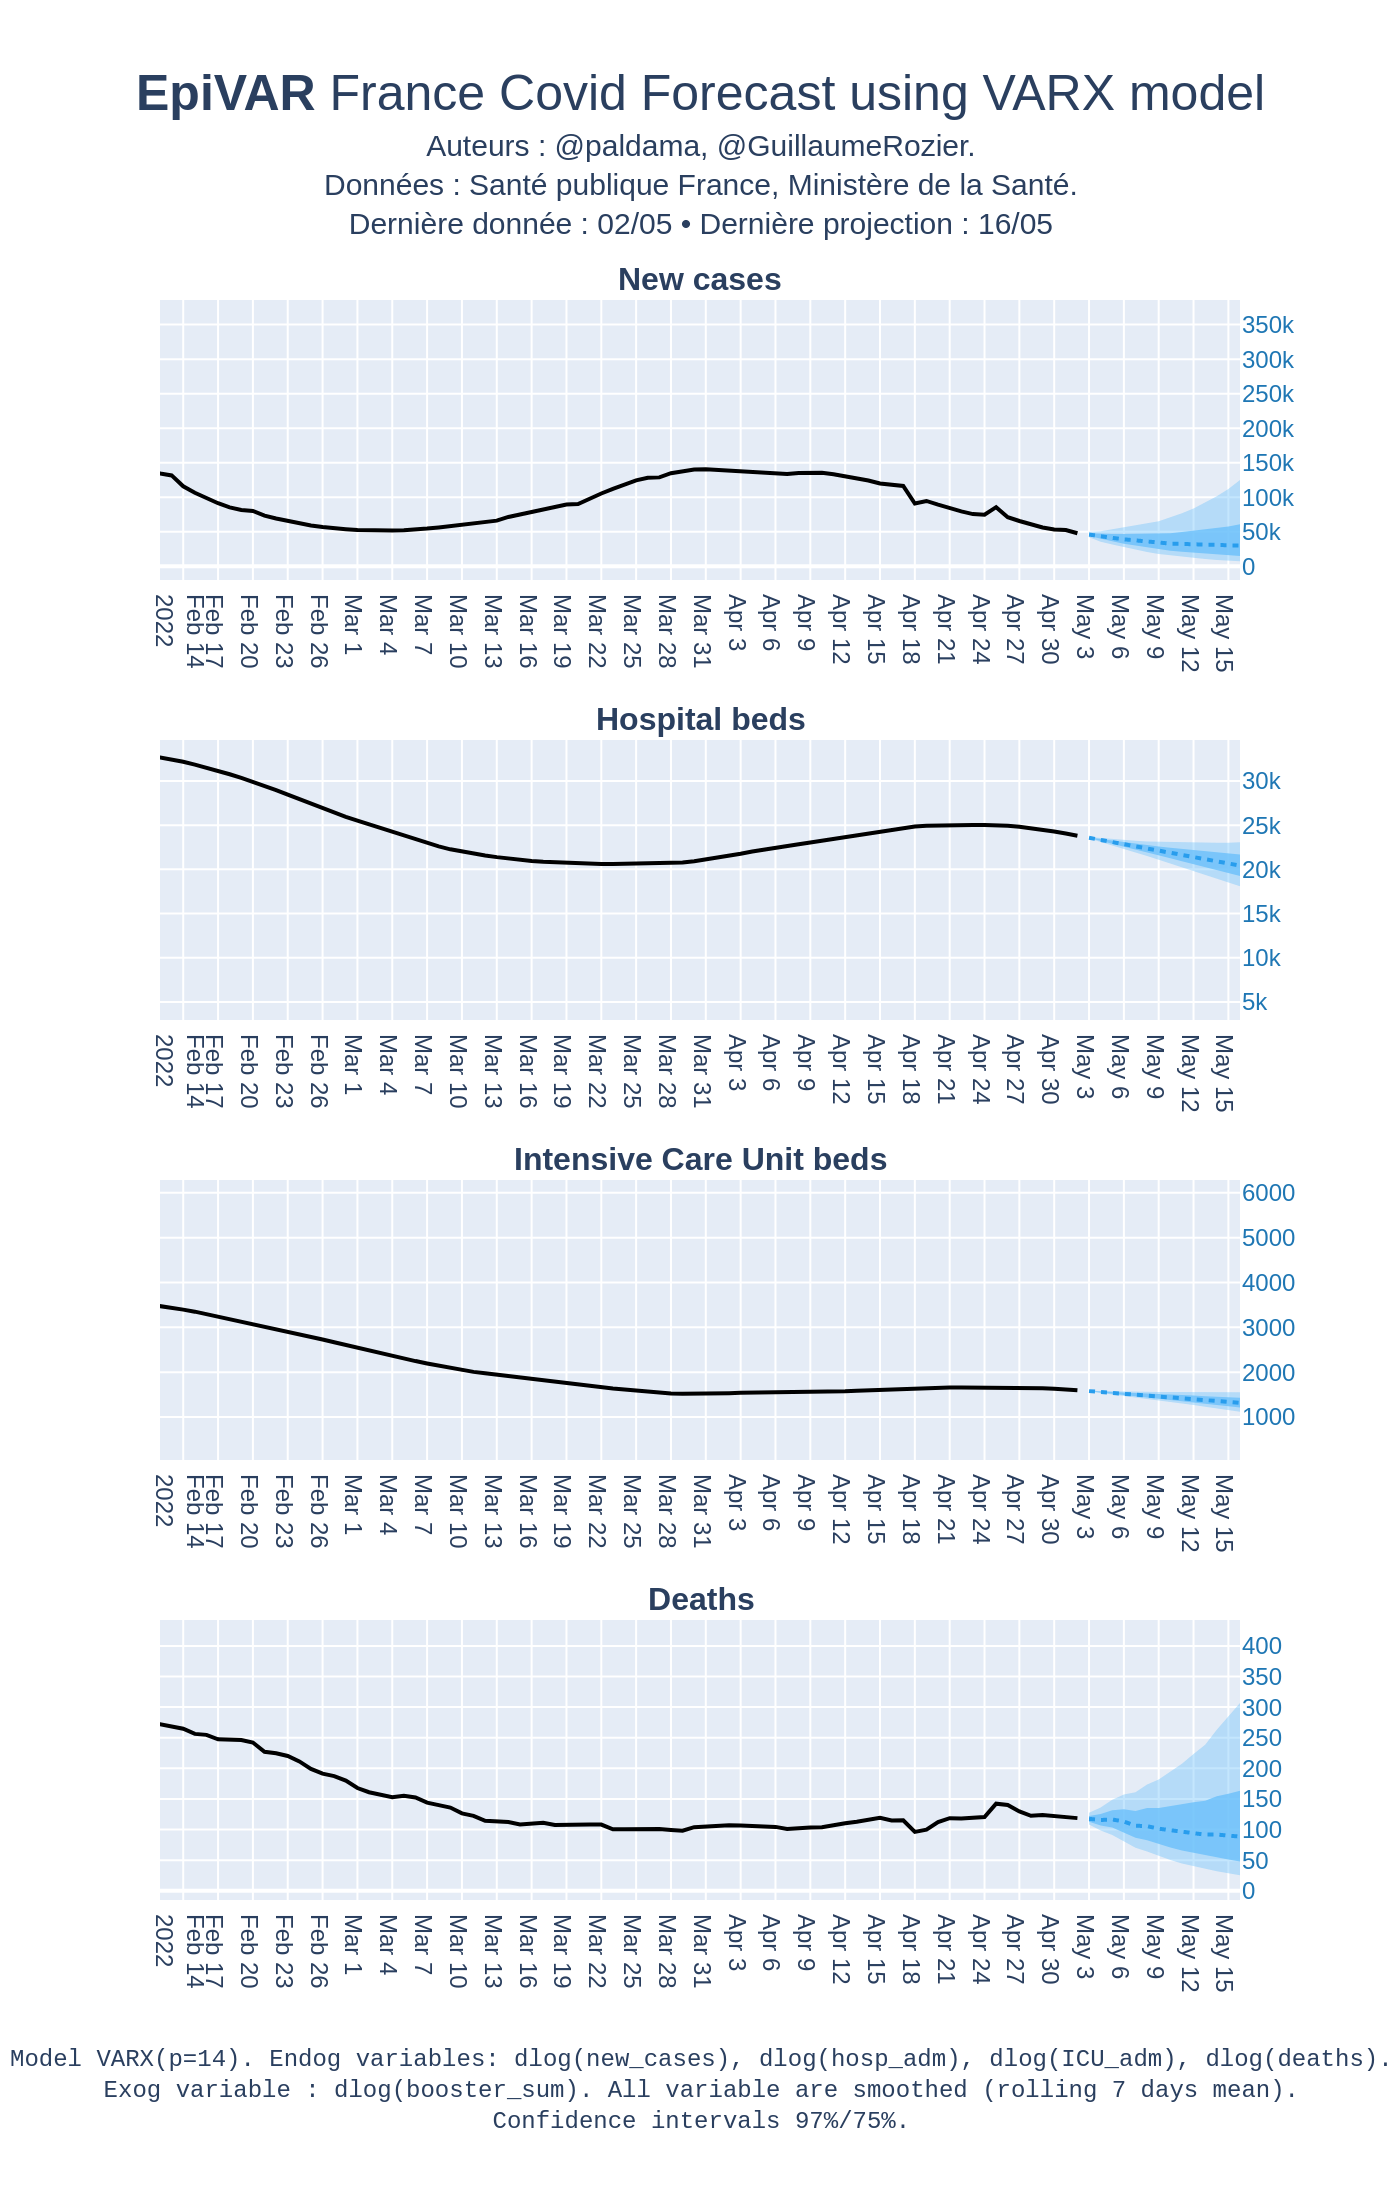 EpiVAR France Covid Forecast using VARX model
Auteurs : @paldama, @GuillaumeRozier.
Données : Santé publique France, Ministère de la Santé.
Dernière donnée : 02/05 • Dernière projection : 16/05
New cases
350k
300k
250k
200k
150k
100k
50k
0
2022
Feb 14
Feb 17
Feb 20
Feb 23
Feb 26
Mar 1
Mar 4
Mar 7
Mar 10
Mar 13
Mar 16
Mar 19
Mar 22
Mar 25
Mar 28
Mar 31
Apr 3
Apr 6
Apr 9
Apr 12
Apr 15
Apr 18
Apr 21
Apr 24
Apr 27
Apr 30
May 3
May 6
May 9
May 12
May 15
Hospital beds
30k
25k
20k
15k
10k
5k
2022
Feb 14
Feb 17
Feb 20
Feb 23
Feb 26
Mar 1
Mar 4
Mar 7
Mar 10
Mar 13
Mar 16
Mar 19
Mar 22
Mar 25
Mar 28
Mar 31
Apr 3
Apr 6
Apr 9
Apr 12
Apr 15
Apr 18
Apr 21
Apr 24
Apr 27
Apr 30
May 3
May 6
May 9
May 12
May 15
Intensive Care Unit beds
6000
5000
4000
3000
2000
1000
2022
Feb 14
Feb 17
Feb 20
Feb 23
Feb 26
Mar 1
Mar 4
Mar 7
Mar 10
Mar 13
Mar 16
Mar 19
Mar 22
Mar 25
Mar 28
Mar 31
Apr 3
Apr 6
Apr 9
Apr 12
Apr 15
Apr 18
Apr 21
Apr 24
Apr 27
Apr 30
May 3
May 6
May 9
May 12
May 15
Deaths
400
350
300
250
200
150
100
50
0
2022
Feb 14
Feb 17
Feb 20
Feb 23
Feb 26
Mar 1
Mar 4
Mar 7
Mar 10
Mar 13
Mar 16
Mar 19
Mar 22
Mar 25
Mar 28
Mar 31
Apr 3
Apr 6
Apr 9
Apr 12
Apr 15
Apr 18
Apr 21
Apr 24
Apr 27
Apr 30
May 3
May 6
May 9
May 12
May 15
Model VARX(p=14). Endog variables: dlog(new_cases), dlog(hosp_adm), dlog(ICU_adm), dlog(deaths).
Exog variable : dlog(booster_sum). All variable are smoothed (rolling 7 days mean).
Confidence intervals 97%/75%.